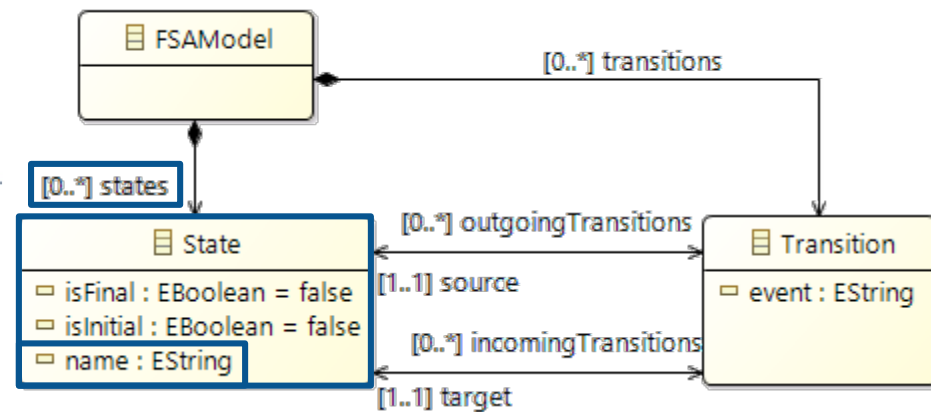 FSAModel
[0..*] transitions
[0..*] states
State
isFinal : EBoolean = false
isInitial : EBoolean = false
name : EString
[0..*] outgoingTransitions
[1..1] source
[0..*] incomingTransitions
[1..1] target
Transition
event : EString